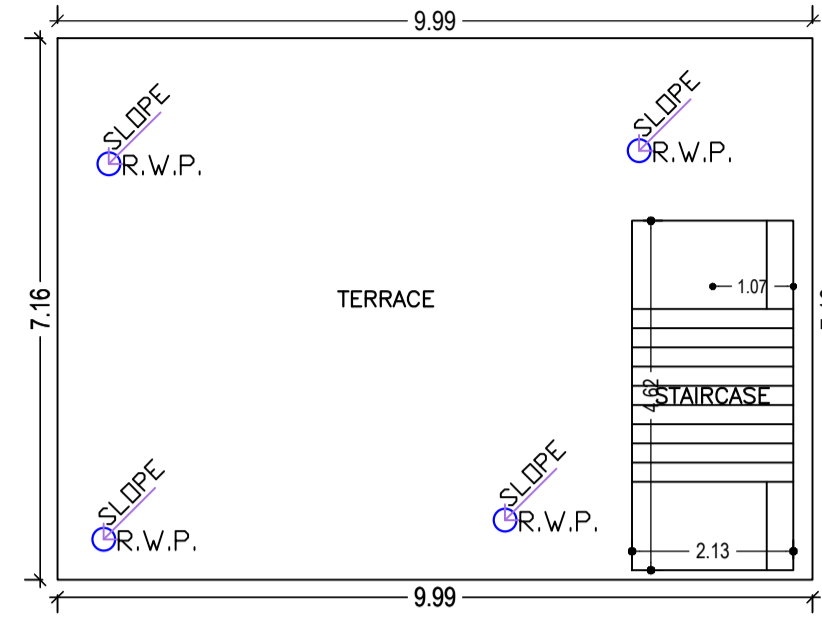 9.99
SLOPE
R.W.P.
SLOPE
R.W.P.
7.16
TERRACE
1.07
4.62
STAIRCASE
SLOPE
R.W.P.
SLOPE
R.W.P.
2.13
9.99